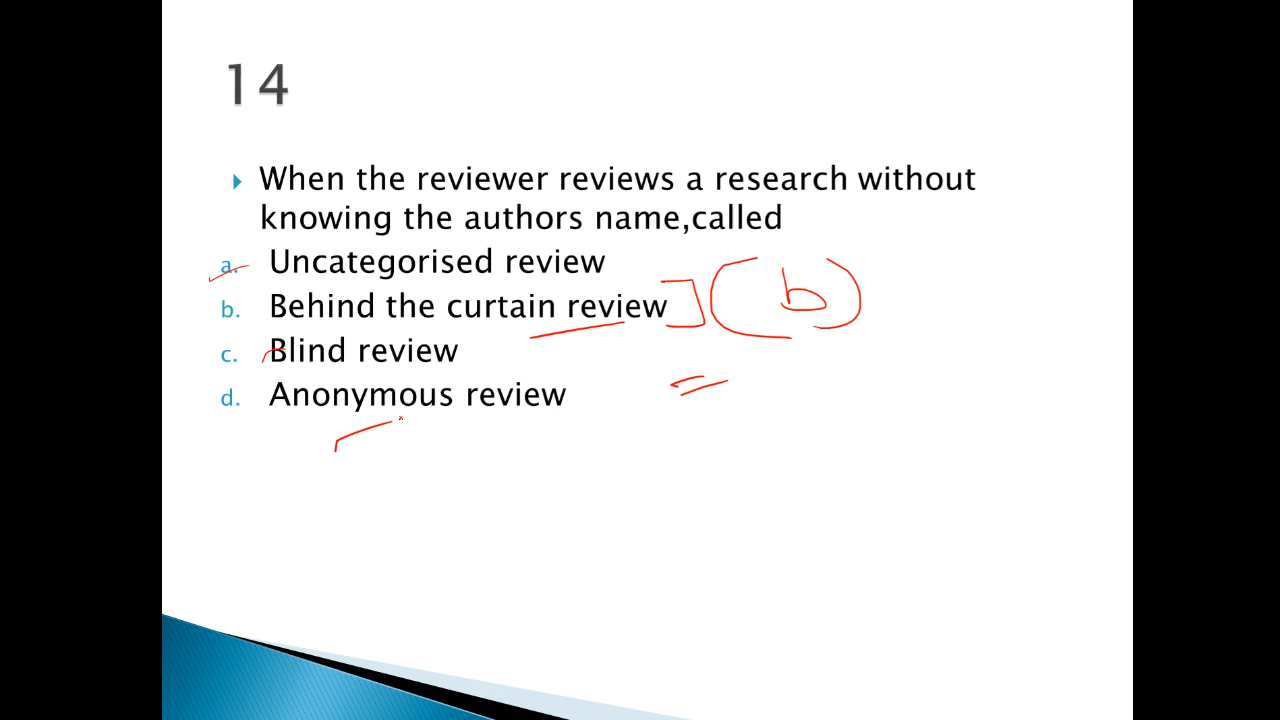 14
When the reviewer reviews a research without
knowing the authors name,called
a. Uncategorised review
b. Behind the curtain review
(b)
c. Blind review
d. Anonymous review